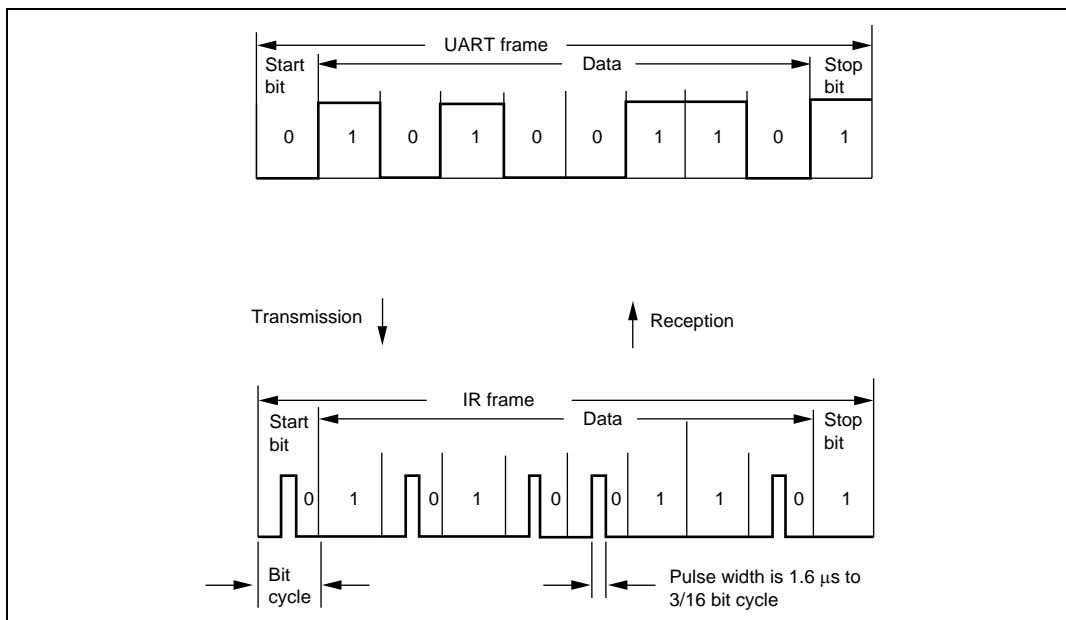 UART frame
Start bit
Data
Stop bit
0 1 0 1 0 0 1 1 0 1
Transmission
Reception
IR frame
Start bit
Data
Stop bit
0 1 0 1 0 0 1 1 0 1
Bit cycle
Pulse width is 1.6 μs to
3/16 bit cycle